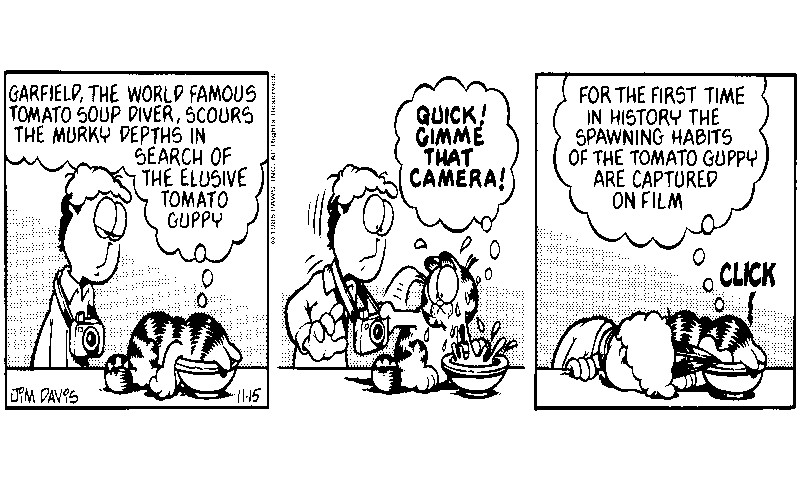 GARFIELD, THE WORLD FAMOUS
TOMATO SOUP DIVER, SCOURS
THE MURKY DEPTHS IN
SEARCH OF
THE ELUSIVE
TOMATO
GUPPY
JIM DAVIS
11-15
QUICK!
GIMME
THAT
CAMERA!
FOR THE FIRST TIME
IN HISTORY THE
SPAWNING HABITS
OF THE TOMATO GUPPY
ARE CAPTURED
ON FILM
CLICK